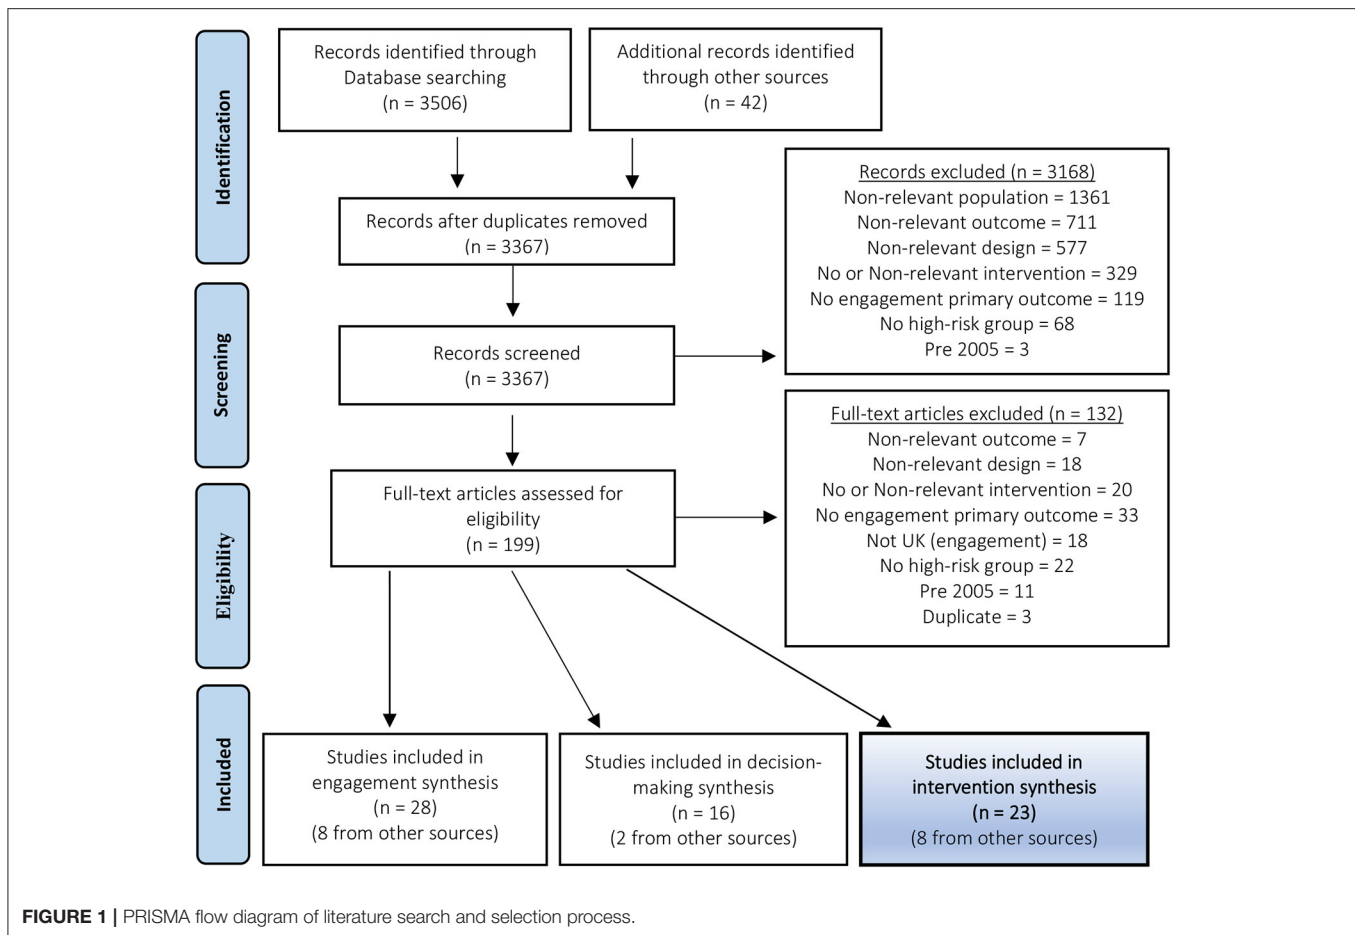 Identification
Records identified through
Database searching
(n = 3506)
Additional records identified
through other sources
(n = 42)
Records after duplicates removed
(n = 3367)
Records excluded (n = 3168)
Non-relevant population = 1361
Non-relevant outcome = 711
Non-relevant design = 577
No or Non-relevant intervention = 329
No engagement primary outcome = 119
No high-risk group = 68
Pre 2005 = 3
Screening
Records screened
(n = 3367)
Full-text articles excluded (n = 132)
Non-relevant outcome = 7
Non-relevant design = 18
No or Non-relevant intervention = 20
No engagement primary outcome = 33
Not UK (engagement) = 18
No high-risk group = 22
Pre 2005 = 11
Duplicate = 3
Eligibility
Full-text articles assessed for
eligibility
(n = 199)
Included
Studies included in
engagement synthesis
(n = 28)
(8 from other sources)
Studies included in decision-
making synthesis
(n = 16)
(2 from other sources)
Studies included in
intervention synthesis
(n = 23)
(8 from other sources)
FIGURE 1 | PRISMA flow diagram of literature search and selection process.